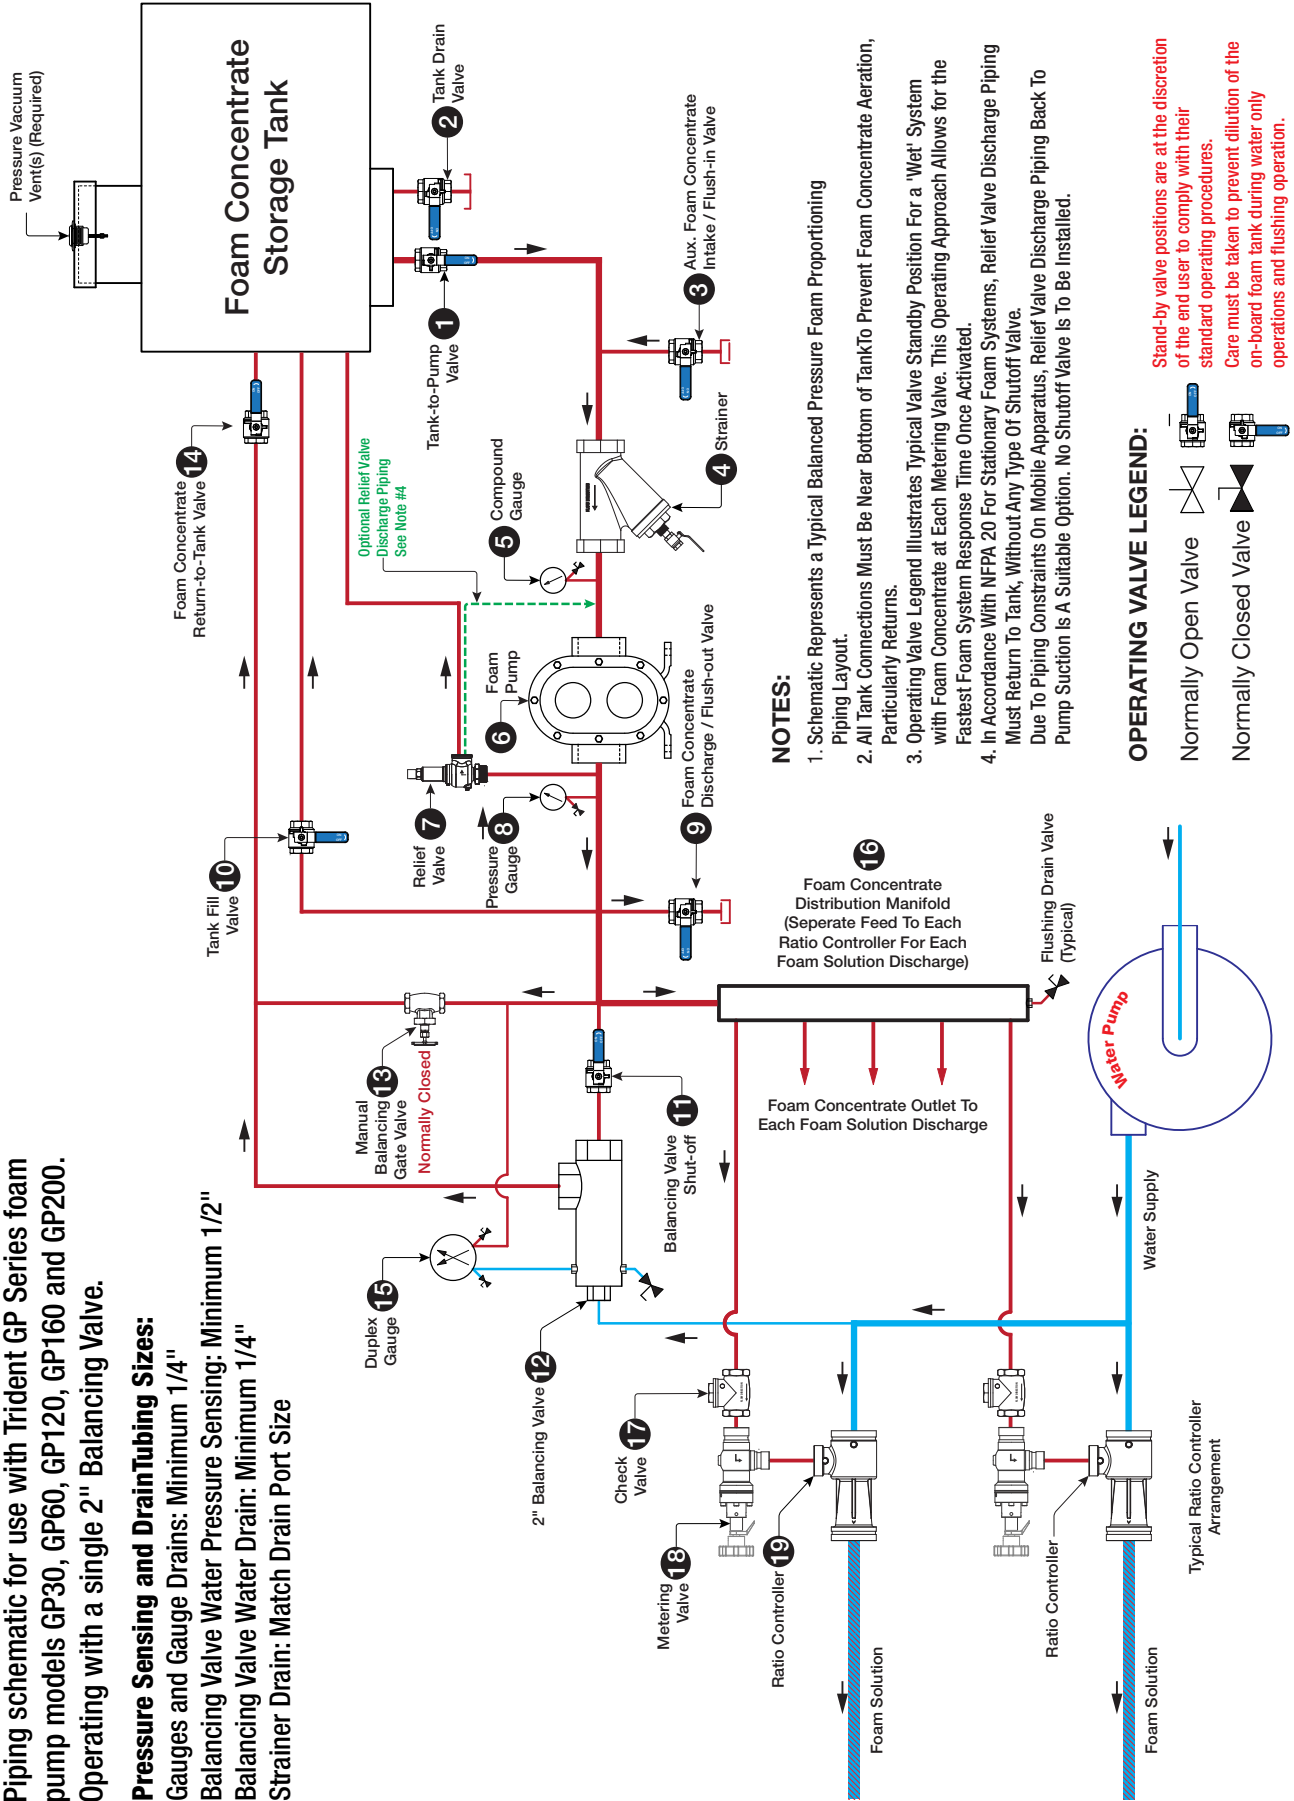 Piping schematic for use with Trident GP Series foam
pump models GP30, GP60, GP120, GP160 and GP200.
Operating with a single 2" Balancing Valve.
Pressure Sensing and DrainTubing Sizes:
Gauges and Gauge Drains: Minimum 1/4"
Balancing Valve Water Pressure Sensing: Minimum 1/2"
Balancing Valve Water Drain: Minimum 1/4"
Strainer Drain: Match Drain Port Size
Pressure Vacuum
Vent(s) (Required)
Foam Concentrate
Storage Tank
2
Tank Drain
Valve
Tank-to-Pump
Valve
1
3
Aux. Foam Concentrate
Intake / Flush-in Valve
4
Strainer
5
Compound
Gauge
Foam Concentrate
Return-to-Tank Valve
14
Optional Relief Valve
Discharge Piping
See Note #4
6
Foam
Pump
Relief
Valve
7
Pressure
Gauge
8
9
Foam Concentrate
Discharge / Flush-out Valve
Tank Fill
Valve
10
Balancing Valve
Shut-off
11
2" Balancing Valve
12
Manual
Balancing
Gate Valve
13
Normally Closed
Duplex
Gauge
15
16
Foam Concentrate
Distribution Manifold
(Seperate Feed To Each
Ratio Controller For Each
Foam Solution Discharge)
Flushing Drain Valve
(Typical)
Foam Concentrate Outlet To
Each Foam Solution Discharge
Water Pump
Water Supply
Check
Valve
17
Metering
Valve
18
Ratio Controller
19
Ratio Controller
Typical Ratio Controller
Arrangement
Foam Solution
Foam Solution
NOTES:
1. Schematic Represents a Typical Balanced Pressure Foam Proportioning
Piping Layout.
2. All Tank Connections Must Be Near Bottom of TankTo Prevent Foam Concentrate Aeration,
Particularly Returns.
3. Operating Valve Legend Illustrates Typical Valve Standby Position For a 'Wet' System
with Foam Concentrate at Each Metering Valve. This Operating Approach Allows for the
Fastest Foam System Response Time Once Activated.
4. In Accordance With NFPA 20 For Stationary Foam Systems, Relief Valve Discharge Piping
Must Return To Tank, Without Any Type Of Shutoff Valve.
Due To Piping Constraints On Mobile Apparatus, Relief Valve Discharge Piping Back To
Pump Suction Is A Suitable Option. No Shutoff Valve Is To Be Installed.
OPERATING VALVE LEGEND:
Normally Open Valve
Normally Closed Valve
Stand-by valve positions are at the discretion
of the end user to comply with their
standard operating procedures.
Care must be taken to prevent dilution of the
on-board foam tank during water only
operations and flushing operation.